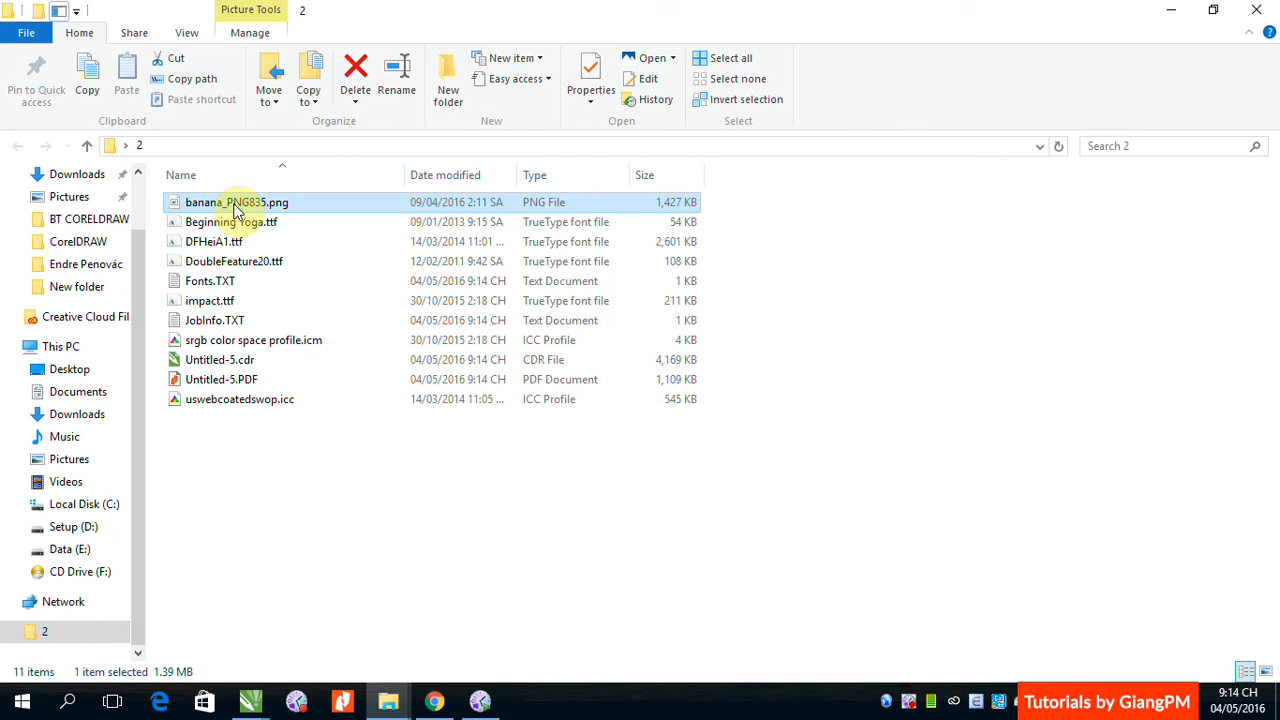 Picture Tools 2
File Home Share View Manage
Pin to Quick access
Copy
Paste
Cut
Copy path
Paste shortcut
Clipboard
Move to
Copy to
Delete
Rename
Organize
New folder
New item
Easy access
New
Properties
Open
Edit
History
Open
Select all
Select none
Invert selection
Select
2
Search 2
Name Date modified Type Size
Downloads
Pictures
BT CORELDRAW
CorelDRAW
Endre Penovác
New folder
Creative Cloud Fil
This PC
Desktop
Documents
Downloads
Music
Pictures
Videos
Local Disk (C:)
Setup (D:)
Data (E:)
CD Drive (F:)
Network
2
banana_PNG835.png 09/04/2016 2:11 SA PNG File 1,427 KB
Beginning Yoga.ttf 09/01/2013 9:15 SA TrueType font file 54 KB
DFHeiA1.ttf 14/03/2014 11:01 ... TrueType font file 2,601 KB
DoubleFeature20.ttf 12/02/2011 9:42 SA TrueType font file 108 KB
Fonts.TXT 04/05/2016 9:14 CH Text Document 1 KB
impact.ttf 30/10/2015 2:18 CH TrueType font file 211 KB
JobInfo.TXT 04/05/2016 9:14 CH Text Document 1 KB
srgb color space profile.icm 30/10/2015 2:18 CH ICC Profile 4 KB
Untitled-5.cdr 04/05/2016 9:14 CH CDR File 4,169 KB
Untitled-5.PDF 04/05/2016 9:14 CH PDF Document 1,109 KB
uswebcoatedswop.icc 14/03/2014 11:05 ... ICC Profile 545 KB
11 items 1 item selected 1.39 MB
Tutorials by GiangPM
9:14 CH
04/05/2016